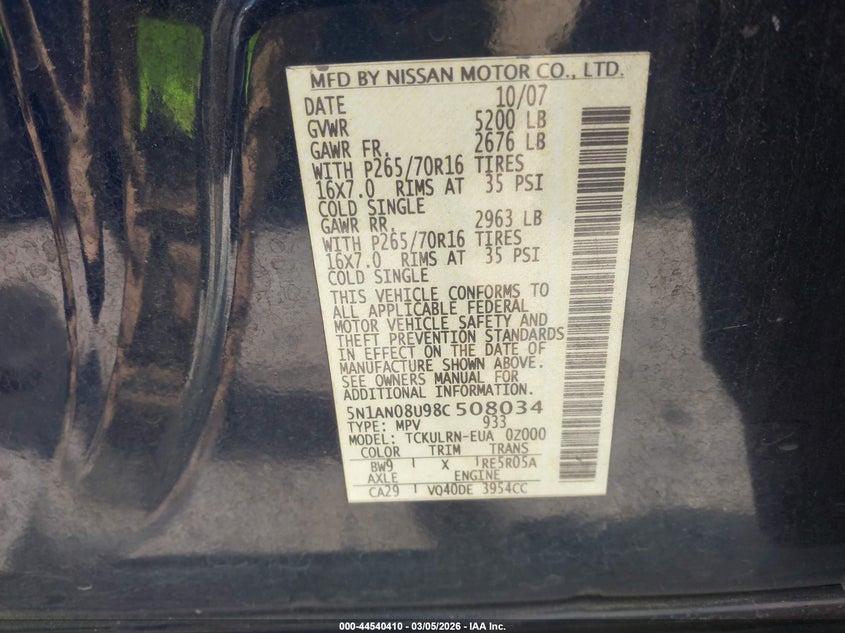 MFD BY NISSAN MOTOR CO., LTD.
DATE 10/07
GVWR 5200 LB
GAWR FR. 2676 LB
WITH P265/70R16 TIRES
16X7.0 RIMS AT 35 PSI
COLD SINGLE
GAWR RR. 2963 LB
WITH P265/70R16 TIRES
16X7.0 RIMS AT 35 PSI
COLD SINGLE
THIS VEHICLE CONFORMS TO
ALL APPLICABLE FEDERAL
MOTOR VEHICLE SAFETY AND
THEFT PREVENTION STANDARDS
IN EFFECT ON THE DATE OF
MANUFACTURE SHOWN ABOVE.
SEE OWNERS MANUAL FOR
ADDITIONAL INFORMATION.
5N1AN08U98C508034
TYPE: MPV 933
MODEL: TCKULRN-EUA 0Z000
COLOR TRIM TRANS
BW9 X RE5R05A
AXLE ENGINE
CA29 VQ40DE 3954CC
000-44540410 | 03/05/2026 - IAA Inc.